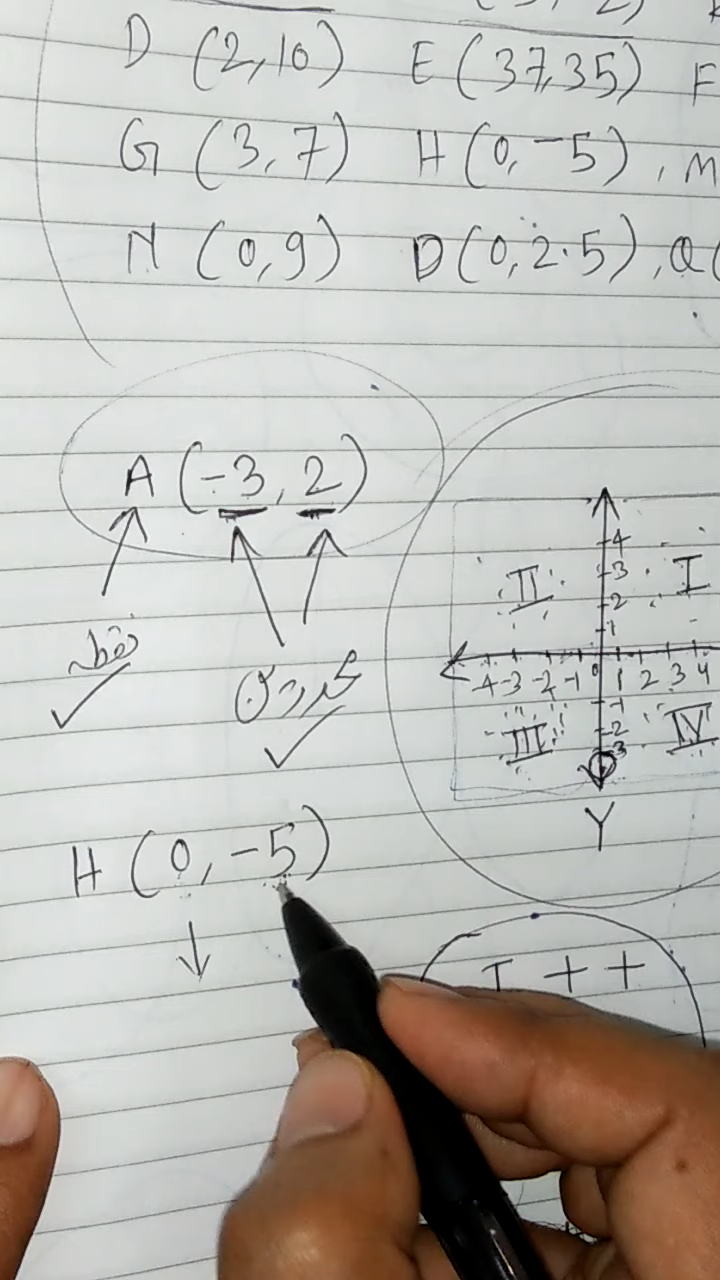 D (2,10) E (37,35) F
G (3,7) H (0,-5), M
N (0,9) D (0,2.5), Q(
A (-3, 2)
نقطہ
H (0, -5)
4
3
2
1
II I
-4 -3 -2 -1 0 1 2 3 4
-1
-2
-3
III IV
Y
I + +